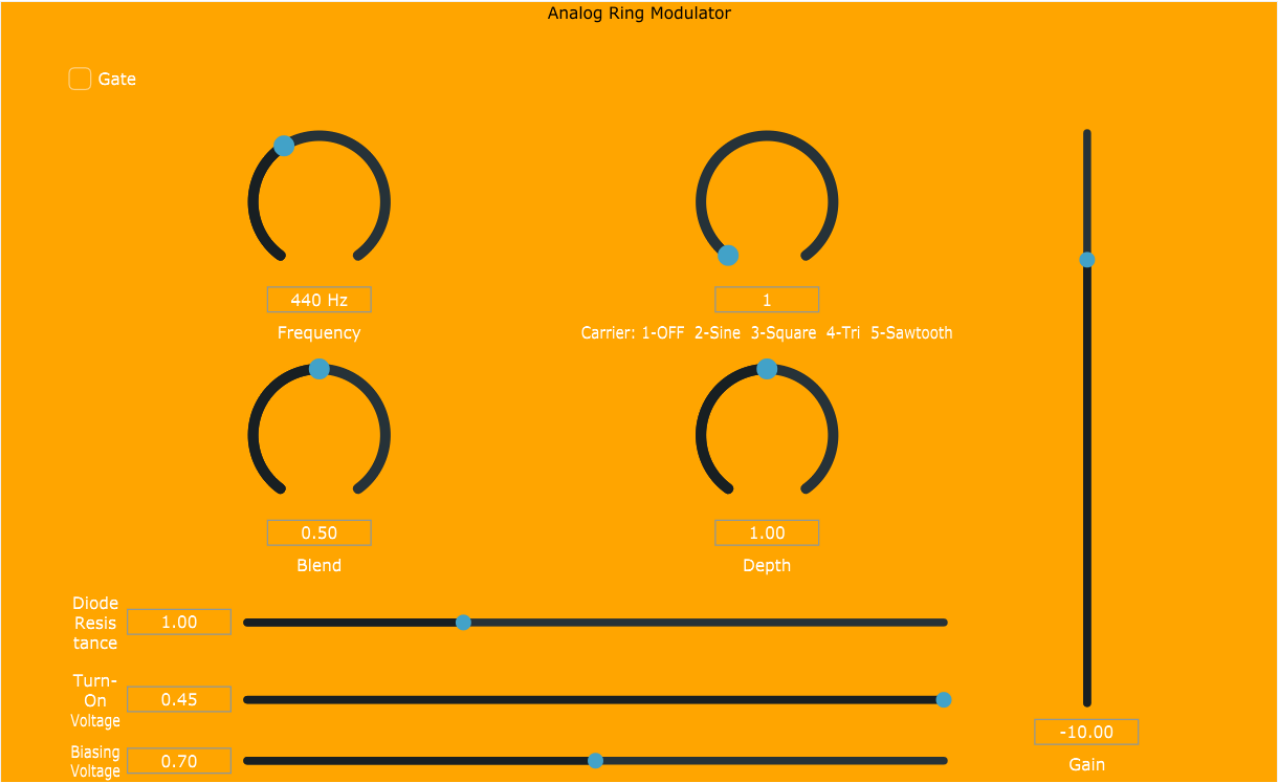 Analog Ring Modulator
Gate
440 Hz
1
Frequency
Carrier: 1-OFF 2-Sine 3-Square 4-Tri 5-Sawtooth
0.50
1.00
Blend
Depth
Diode
Resis
tance
1.00
Turn-
On
Voltage
0.45
Biasing
Voltage
0.70
-10.00
Gain